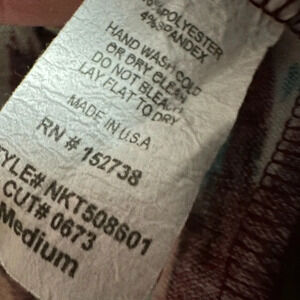 POLYESTER
4% SPANDEX
HAND WASH COLD
OR DRY CLEAN
DO NOT BLEACH
LAY FLAT TO DRY
MADE IN U.S.A
RN # 152738
STYLE# NKT508601
CUT# 0673
Medium